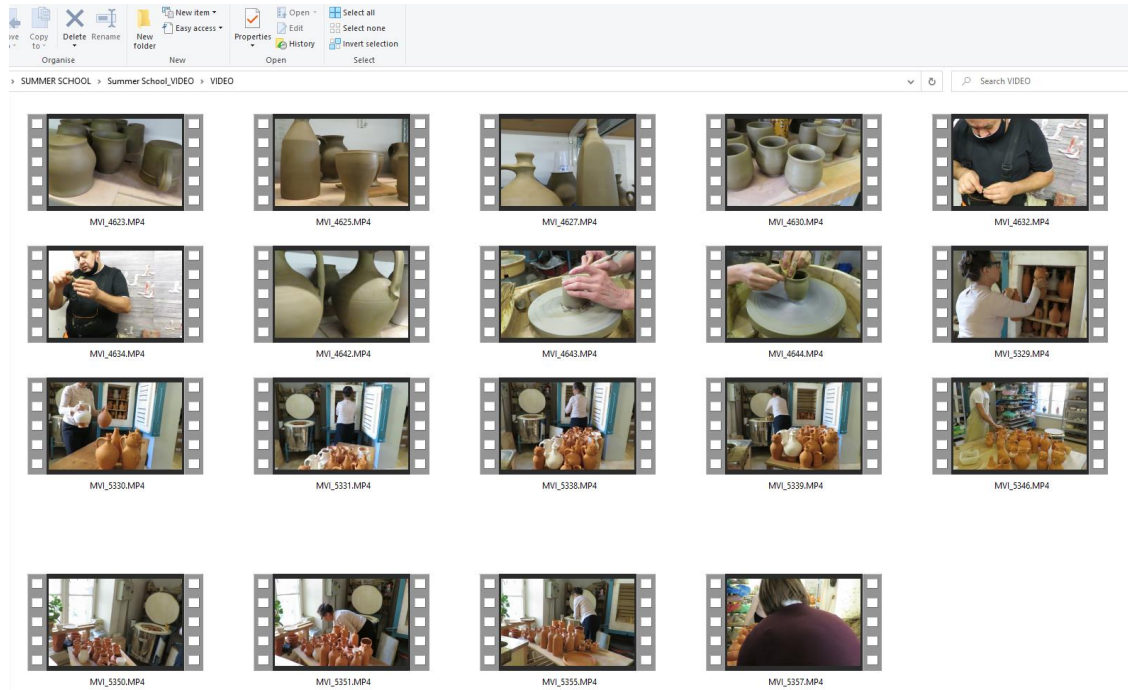 New item
Open
Select all
Easy access
Edit
Select none
Copy
to
Delete
Rename
New
folder
Properties
History
Invert selection
Organise
New
Open
Select
> SUMMER SCHOOL > Summer School_VIDEO > VIDEO
Search VIDEO
MVI_4623.MP4
MVI_4625.MP4
MVI_4627.MP4
MVI_4630.MP4
MVI_4632.MP4
MVI_4634.MP4
MVI_4642.MP4
MVI_4643.MP4
MVI_4644.MP4
MVI_5329.MP4
MVI_5330.MP4
MVI_5331.MP4
MVI_5338.MP4
MVI_5339.MP4
MVI_5346.MP4
MVI_5350.MP4
MVI_5351.MP4
MVI_5355.MP4
MVI_5357.MP4